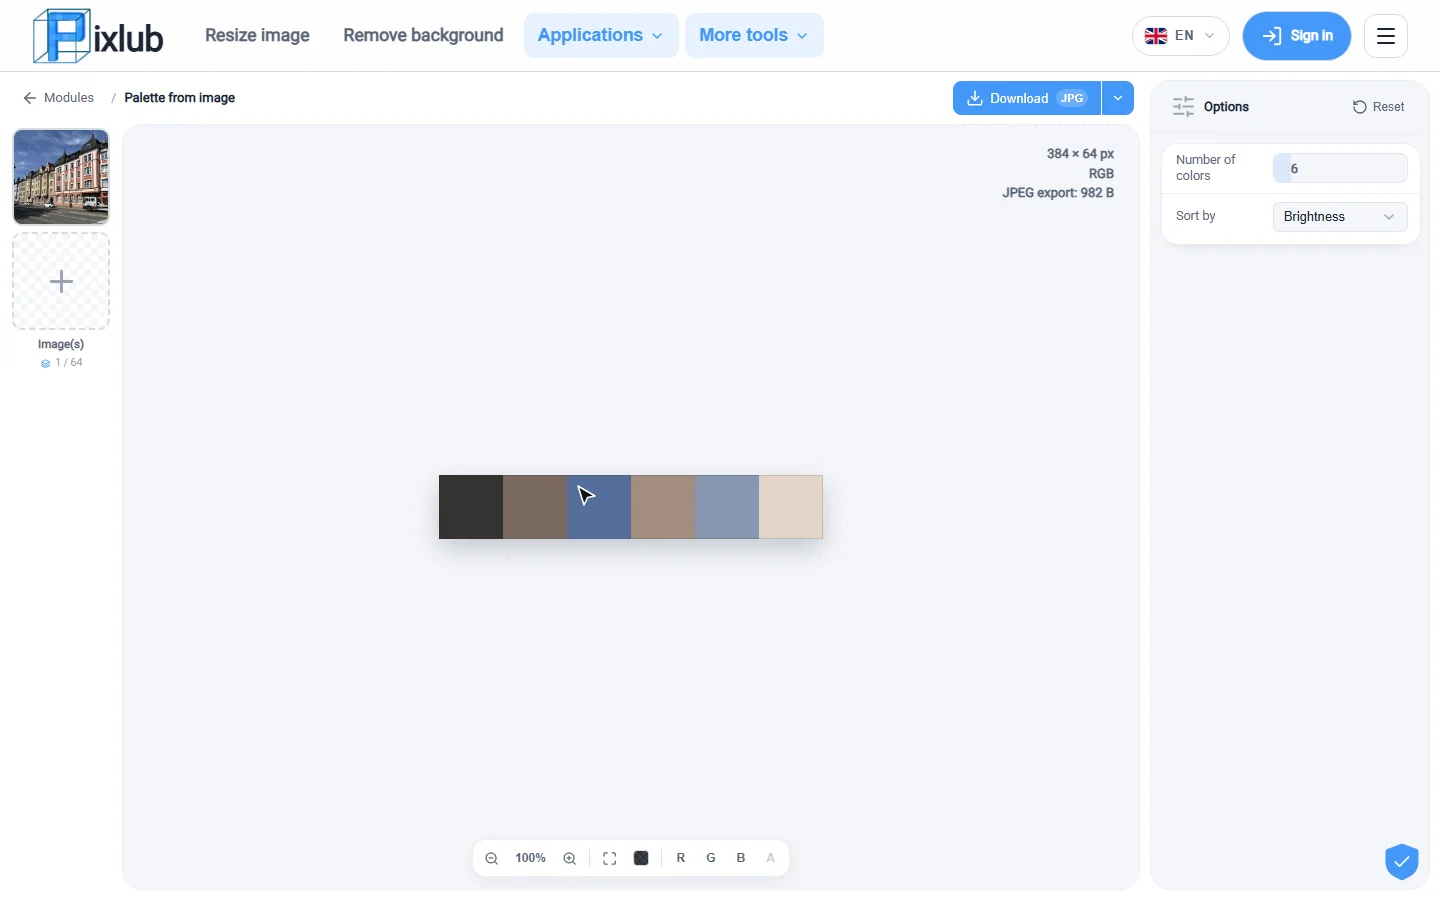 Pixlub
Resize image
Remove background
Applications
More tools
EN
Sign in
Modules / Palette from image
Download JPG
Options
Reset
384 × 64 px
RGB
JPEG export: 982 B
Number of
colors
6
Sort by
Brightness
Image(s)
1 / 64
100%
R G B A